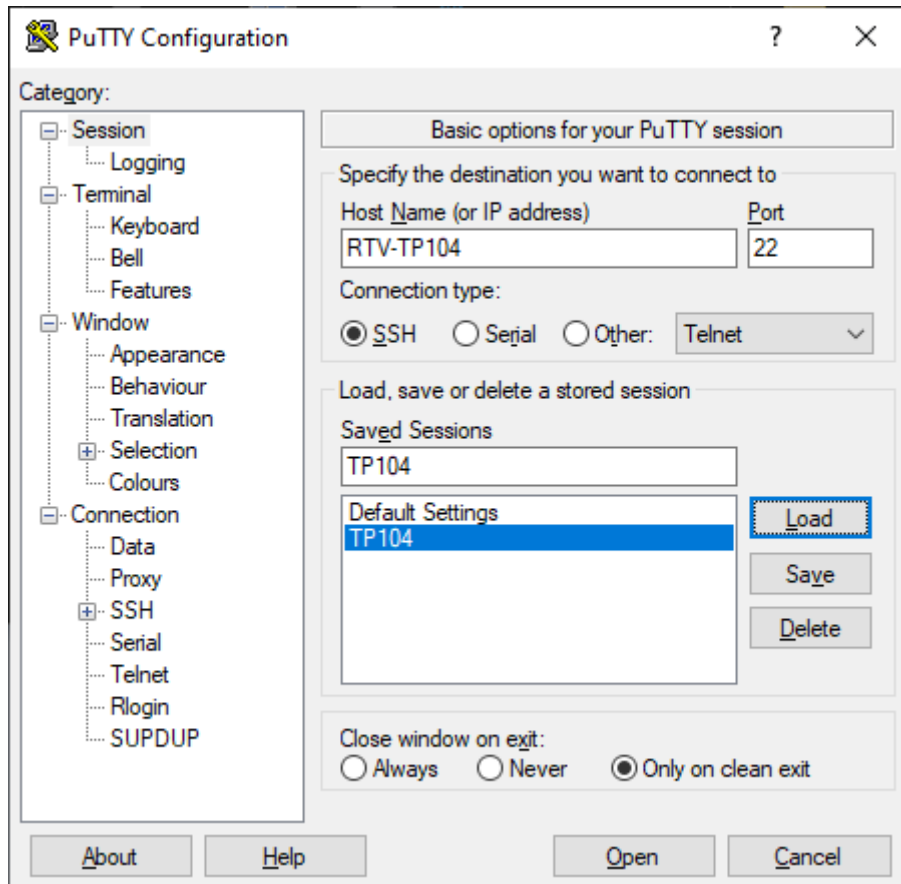 PuTTY Configuration
?
Category:
Session
Logging
Terminal
Keyboard
Bell
Features
Window
Appearance
Behaviour
Translation
Selection
Colours
Connection
Data
Proxy
SSH
Serial
Telnet
Rlogin
SUPDUP
Basic options for your PuTTY session
Specify the destination you want to connect to
Host Name (or IP address) Port
RTV-TP104 22
Connection type:
SSH Serial Other: Telnet
Load, save or delete a stored session
Saved Sessions
TP104
Default Settings
TP104
Load
Save
Delete
Close window on exit:
Always Never Only on clean exit
About Help Open Cancel